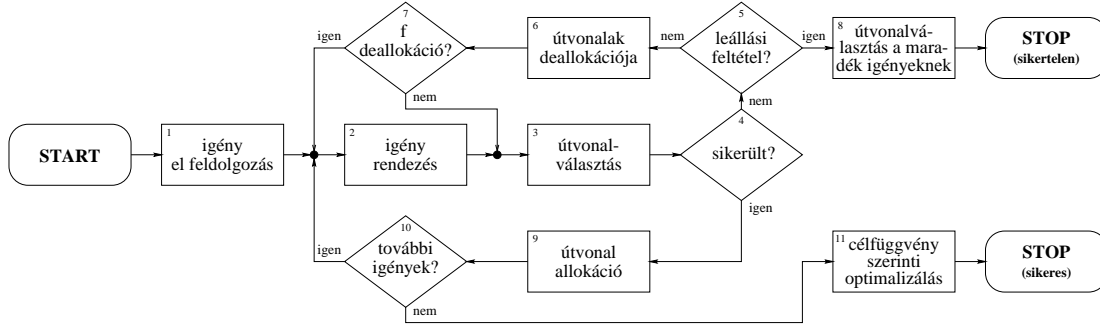 7
f
deallokáció?
igen
nem
6
útvonalak
deallokációja
nem
5
leállási
feltétel?
igen
nem
8
útvonalvá-
lasztás a mara-
dék igényeknek
STOP
(sikertelen)
START
1
igény
el feldolgozás
2
igény
rendezés
3
útvonal-
választás
4
sikerült?
igen
10
további
igények?
igen
nem
9
útvonal
allokáció
11
célfüggvény
szerinti
optimalizálás
STOP
(sikeres)